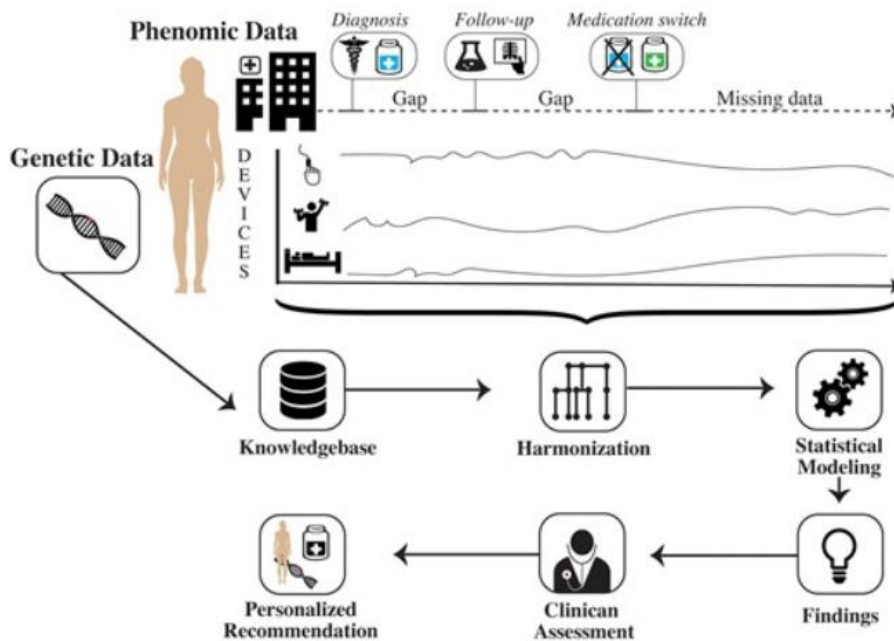 Phenomic Data
Diagnosis
Follow-up
Medication switch
Gap
Gap
Missing data
Genetic Data
DEVICES
Knowledgebase
Harmonization
Statistical
Modeling
Personalized
Recommendation
Clinican
Assessment
Findings